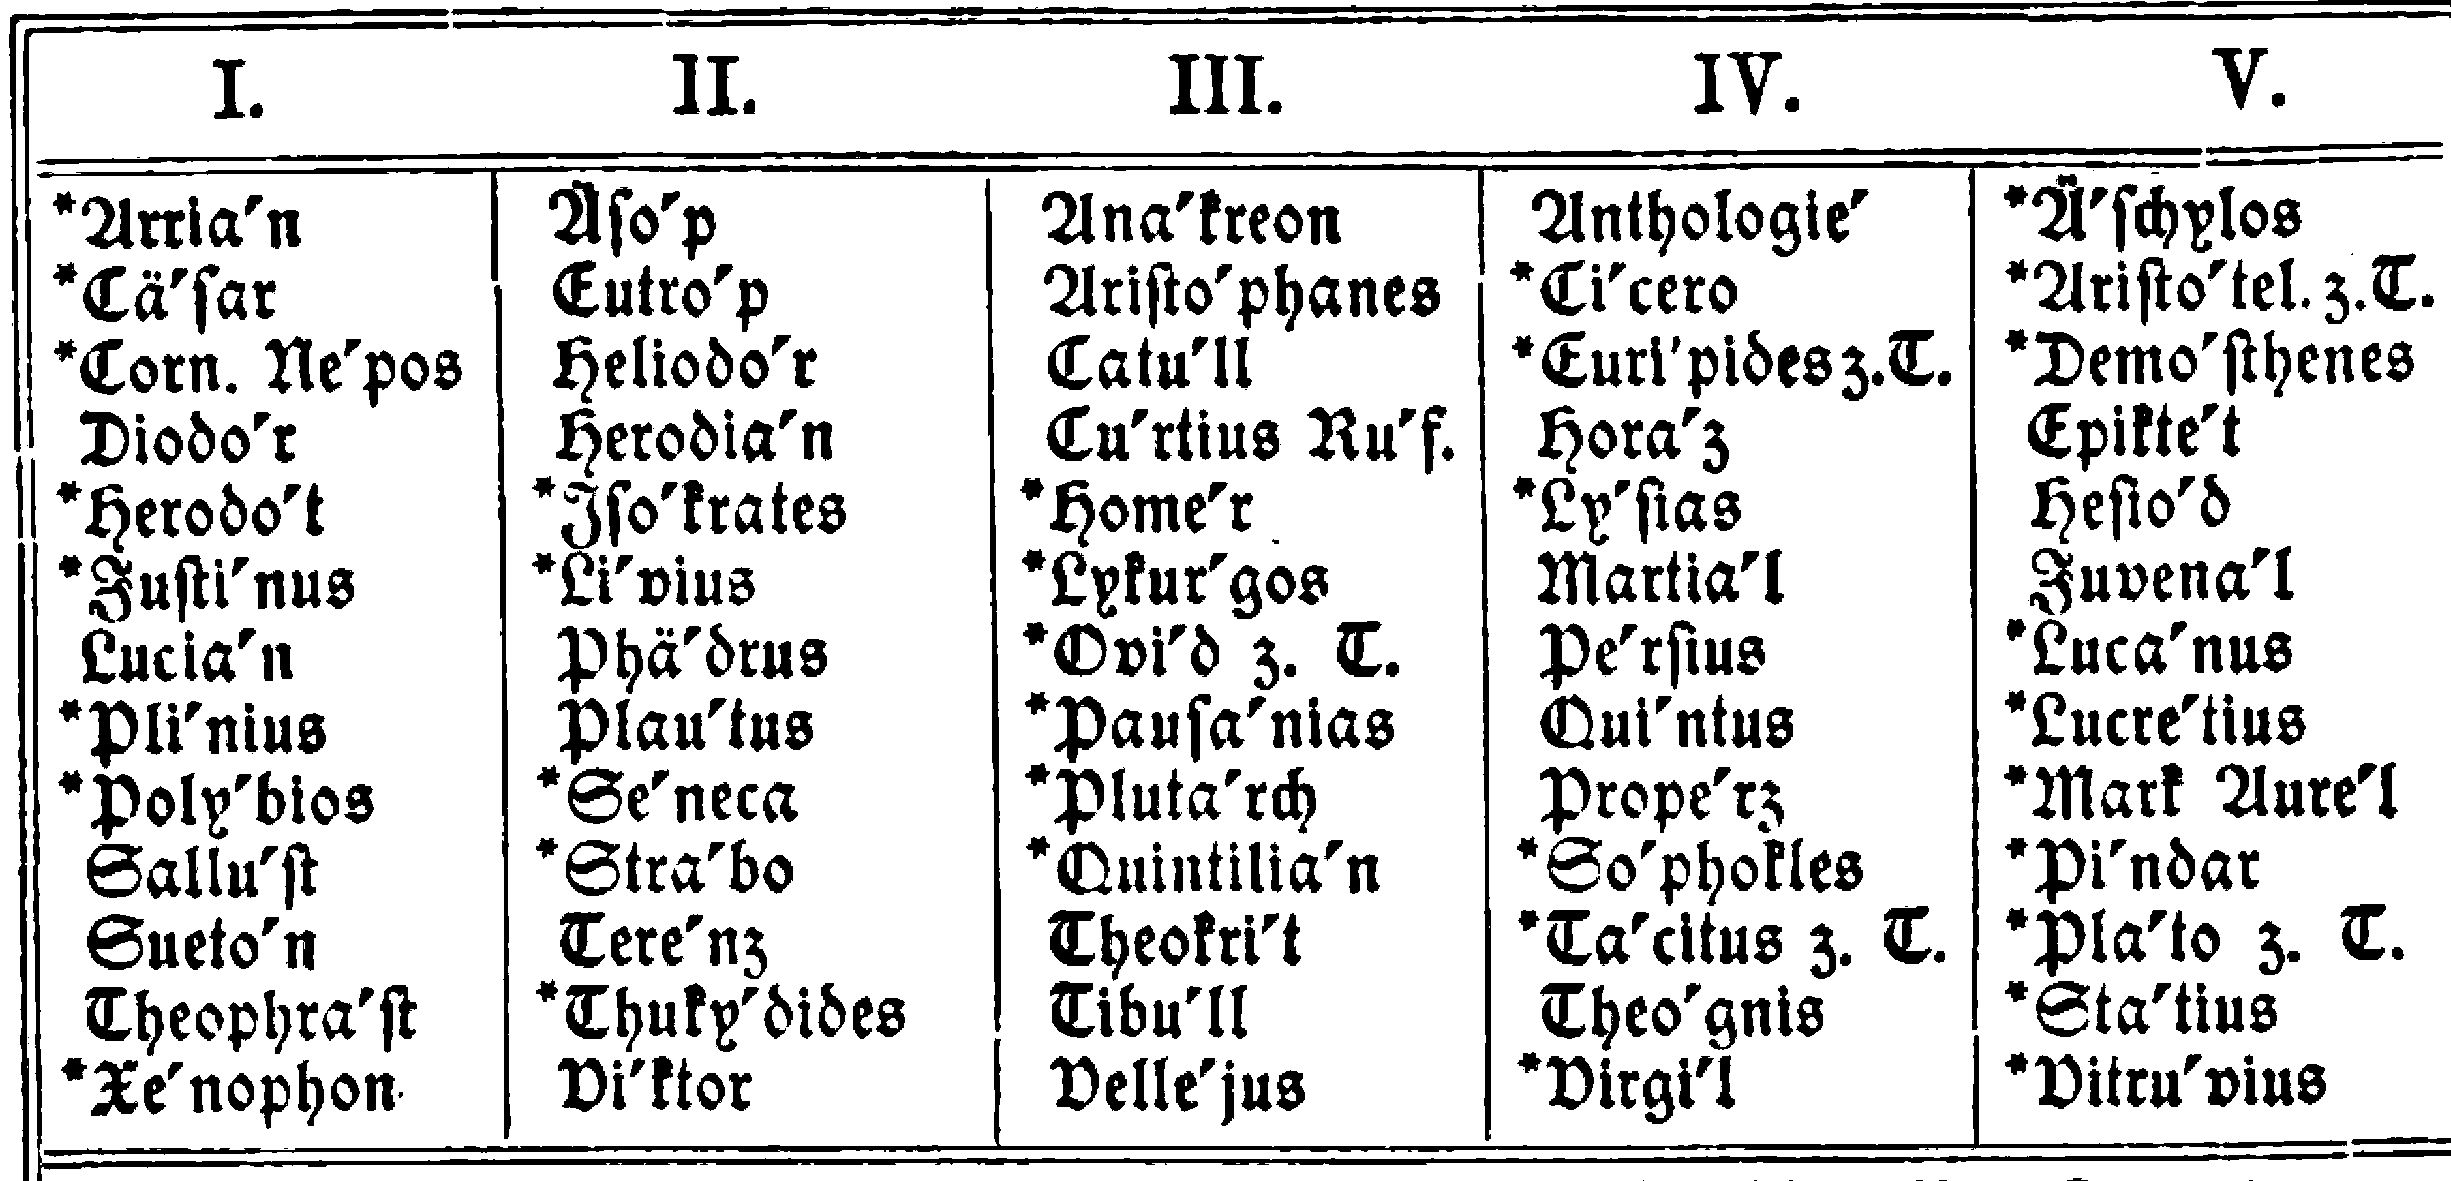 I. II. III. IV. V.
*Arria′n Äſo′p Ana′kreon Anthologie′ *Ä′ſchylos
*Cä′ſar Eutro′p Ariſto′phanes *Ci′cero *Ariſto′tel. z. T.
*Corn. Ne′pos Heliodo′r Catu′ll *Euri′pides z. T. *Demo′ſthenes
Diodo′r Herodia′n Cu′rtius Ru′f. Hora′z Epikte′t
*Herodo′t *Iſo′krates *Home′r *Ly′ſias Heſio′d
*Juſti′nus *Li′vius *Lykur′gos Martia′l Juvena′l
Lucia′n Phä′drus *Ovi′d z. T. Pe′rſius *Luca′nus
*Pli′nius Plau′tus *Pauſa′nias Qui′ntus *Lucre′tius
*Poly′bios *Se′neca *Pluta′rch Prope′rz *Mark Aure′l
Salluſ′t *Stra′bo *Quintilia′n *So′phokles *Pi′ndar
Sueto′n Tere′nz Theokri′t *Ta′citus z. T. *Pla′to z. T.
Theophra′ſt *Thuky′dides Tibu′ll Theo′gnis *Sta′tius
*Xe′nophon Vi′ktor Velle′jus *Virgi′l *Vitru′vius